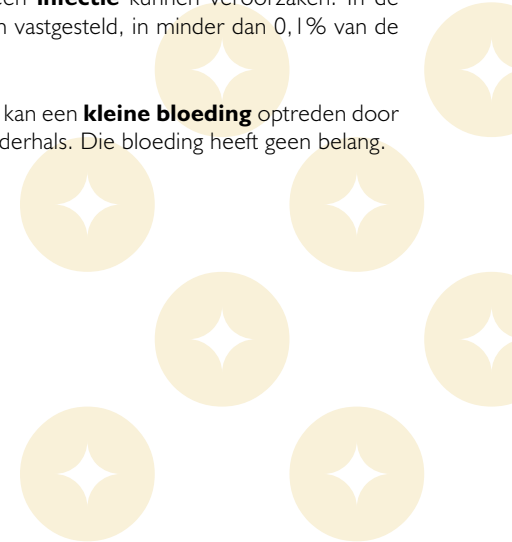 een infectie kunnen veroorzaken. In de
vastgesteld, in minder dan 0,1% van de
kan een kleine bloeding optreden door
derhals. Die bloeding heeft geen belang.